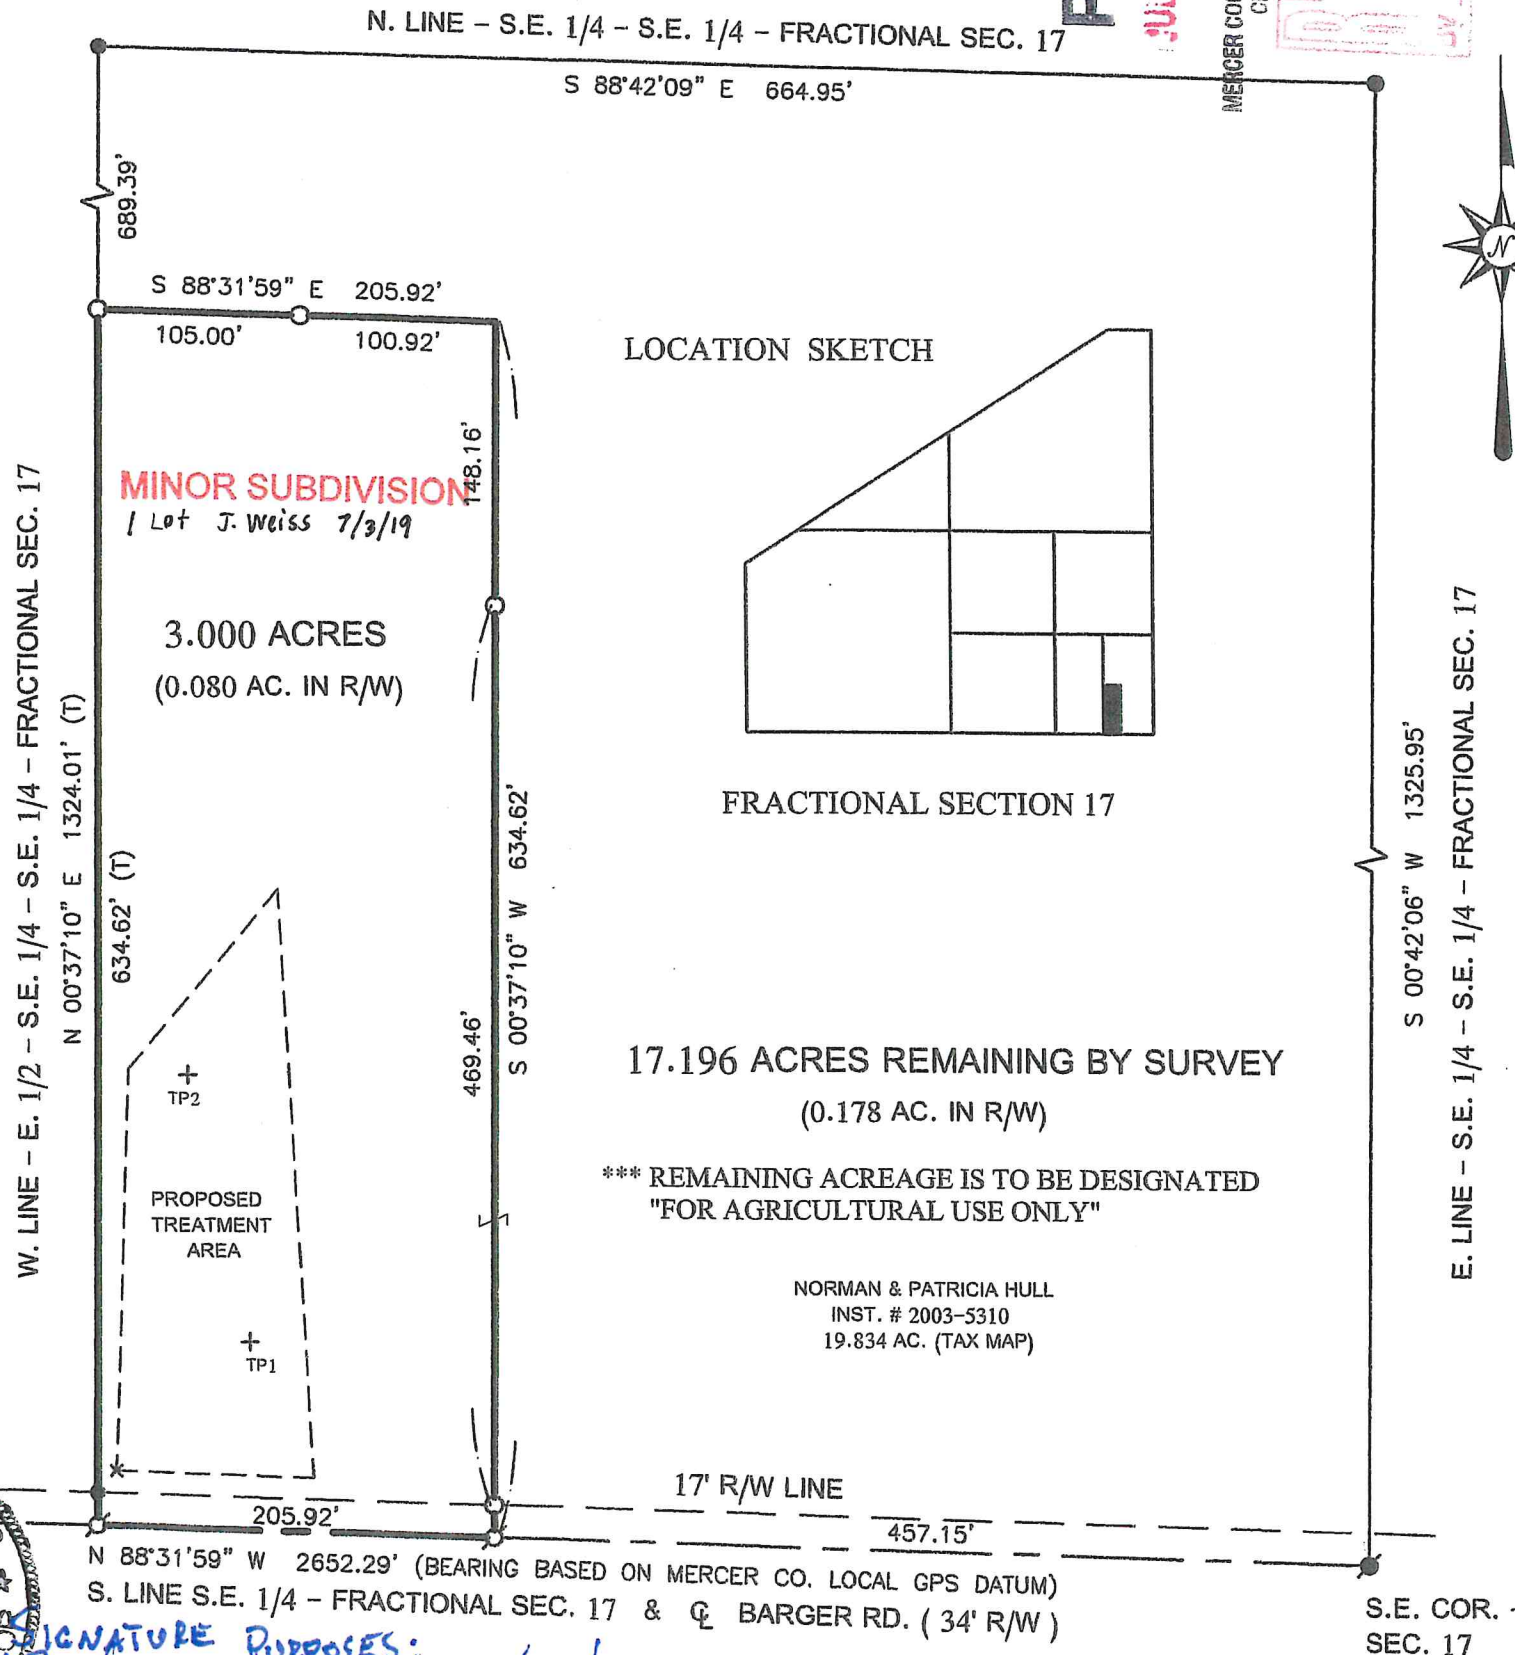 N. LINE – S.E. 1/4 – S.E. 1/4 – FRACTIONAL SEC. 17
S 88°42'09" E 664.95'
MERCER COU
689.39'
S 88°31'59" E 205.92'
105.00' 100.92'
N
LOCATION SKETCH
148.16'
MINOR SUBDIVISION
1 Lot J. Weiss 7/3/19
3.000 ACRES
(0.080 AC. IN R/W)
W. LINE – E. 1/2 – S.E. 1/4 – S.E. 1/4 – FRACTIONAL SEC. 17
N 00°37'10" E 1324.01' (T)
634.62' (T)
FRACTIONAL SECTION 17
S 00°37'10" W 634.62'
469.46'
S 00°42'06" W 1325.95'
E. LINE – S.E. 1/4 – S.E. 1/4 – FRACTIONAL SEC. 17
17.196 ACRES REMAINING BY SURVEY
(0.178 AC. IN R/W)
*** REMAINING ACREAGE IS TO BE DESIGNATED
"FOR AGRICULTURAL USE ONLY"
TP2
PROPOSED
TREATMENT
AREA
TP1
NORMAN & PATRICIA HULL
INST. # 2003–5310
19.834 AC. (TAX MAP)
17' R/W LINE
205.92'
457.15'
N 88°31'59" W 2652.29' (BEARING BASED ON MERCER CO. LOCAL GPS DATUM)
S. LINE S.E. 1/4 – FRACTIONAL SEC. 17 & ℄ BARGER RD. ( 34' R/W )
S.E. COR. -
SEC. 17
SIGNATURE PURPOSES: